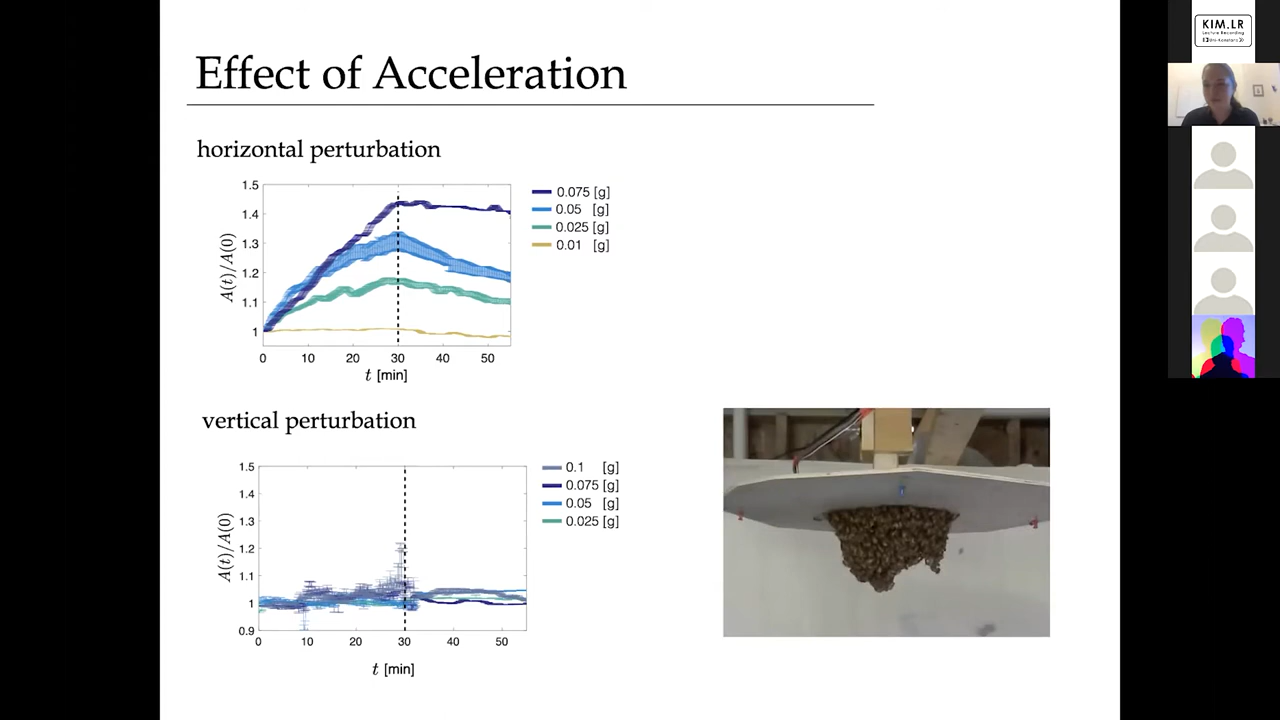 Effect of Acceleration
horizontal perturbation
1.5
1.4
1.3
1.2
1.1
1
A(t)/A(0)
0 10 20 30 40 50
t [min]
0.075 [g]
0.05 [g]
0.025 [g]
0.01 [g]
vertical perturbation
1.5
1.4
1.3
1.2
1.1
1
0.9
A(t)/A(0)
0 10 20 30 40 50
t [min]
0.1 [g]
0.075 [g]
0.05 [g]
0.025 [g]
KIM.LR
Lecture Recording